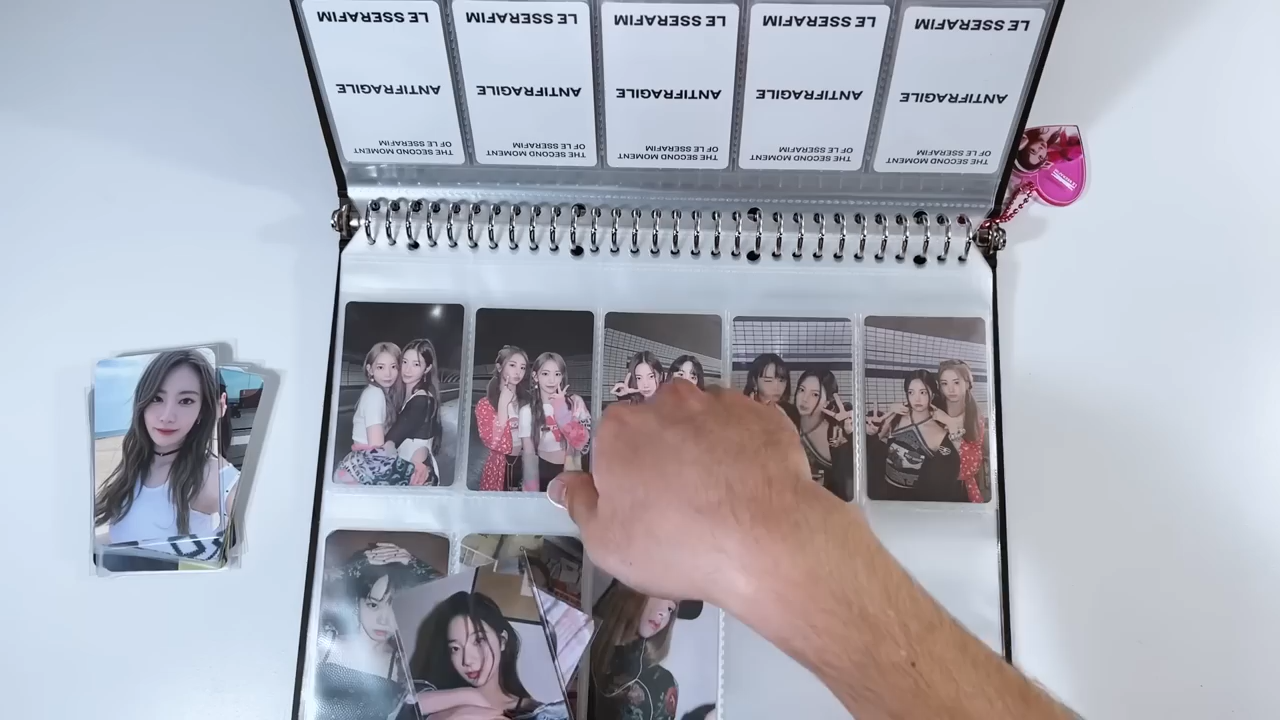 LE SSERAFIM
ANTIFRAGILE
THE SECOND MOMENT
OF LE SSERAFIM
LE SSERAFIM
ANTIFRAGILE
THE SECOND MOMENT
OF LE SSERAFIM
LE SSERAFIM
ANTIFRAGILE
THE SECOND MOMENT
OF LE SSERAFIM
LE SSERAFIM
ANTIFRAGILE
THE SECOND MOMENT
OF LE SSERAFIM
LE SSERAFIM
ANTIFRAGILE
THE SECOND MOMENT
OF LE SSERAFIM